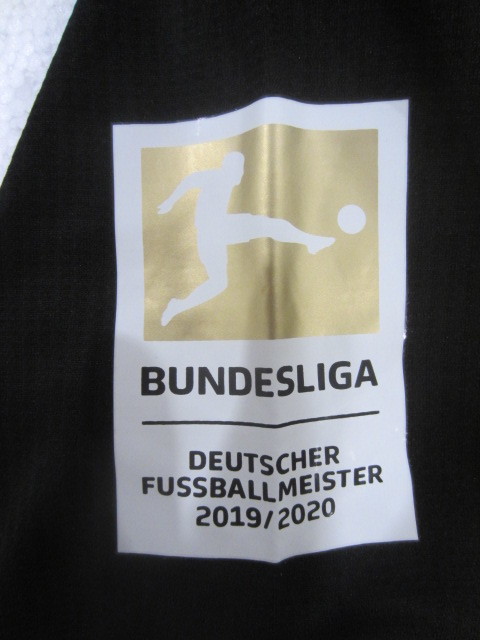 BUNDESLIGA
DEUTSCHER
FUSSBALLMEISTER
2019/2020